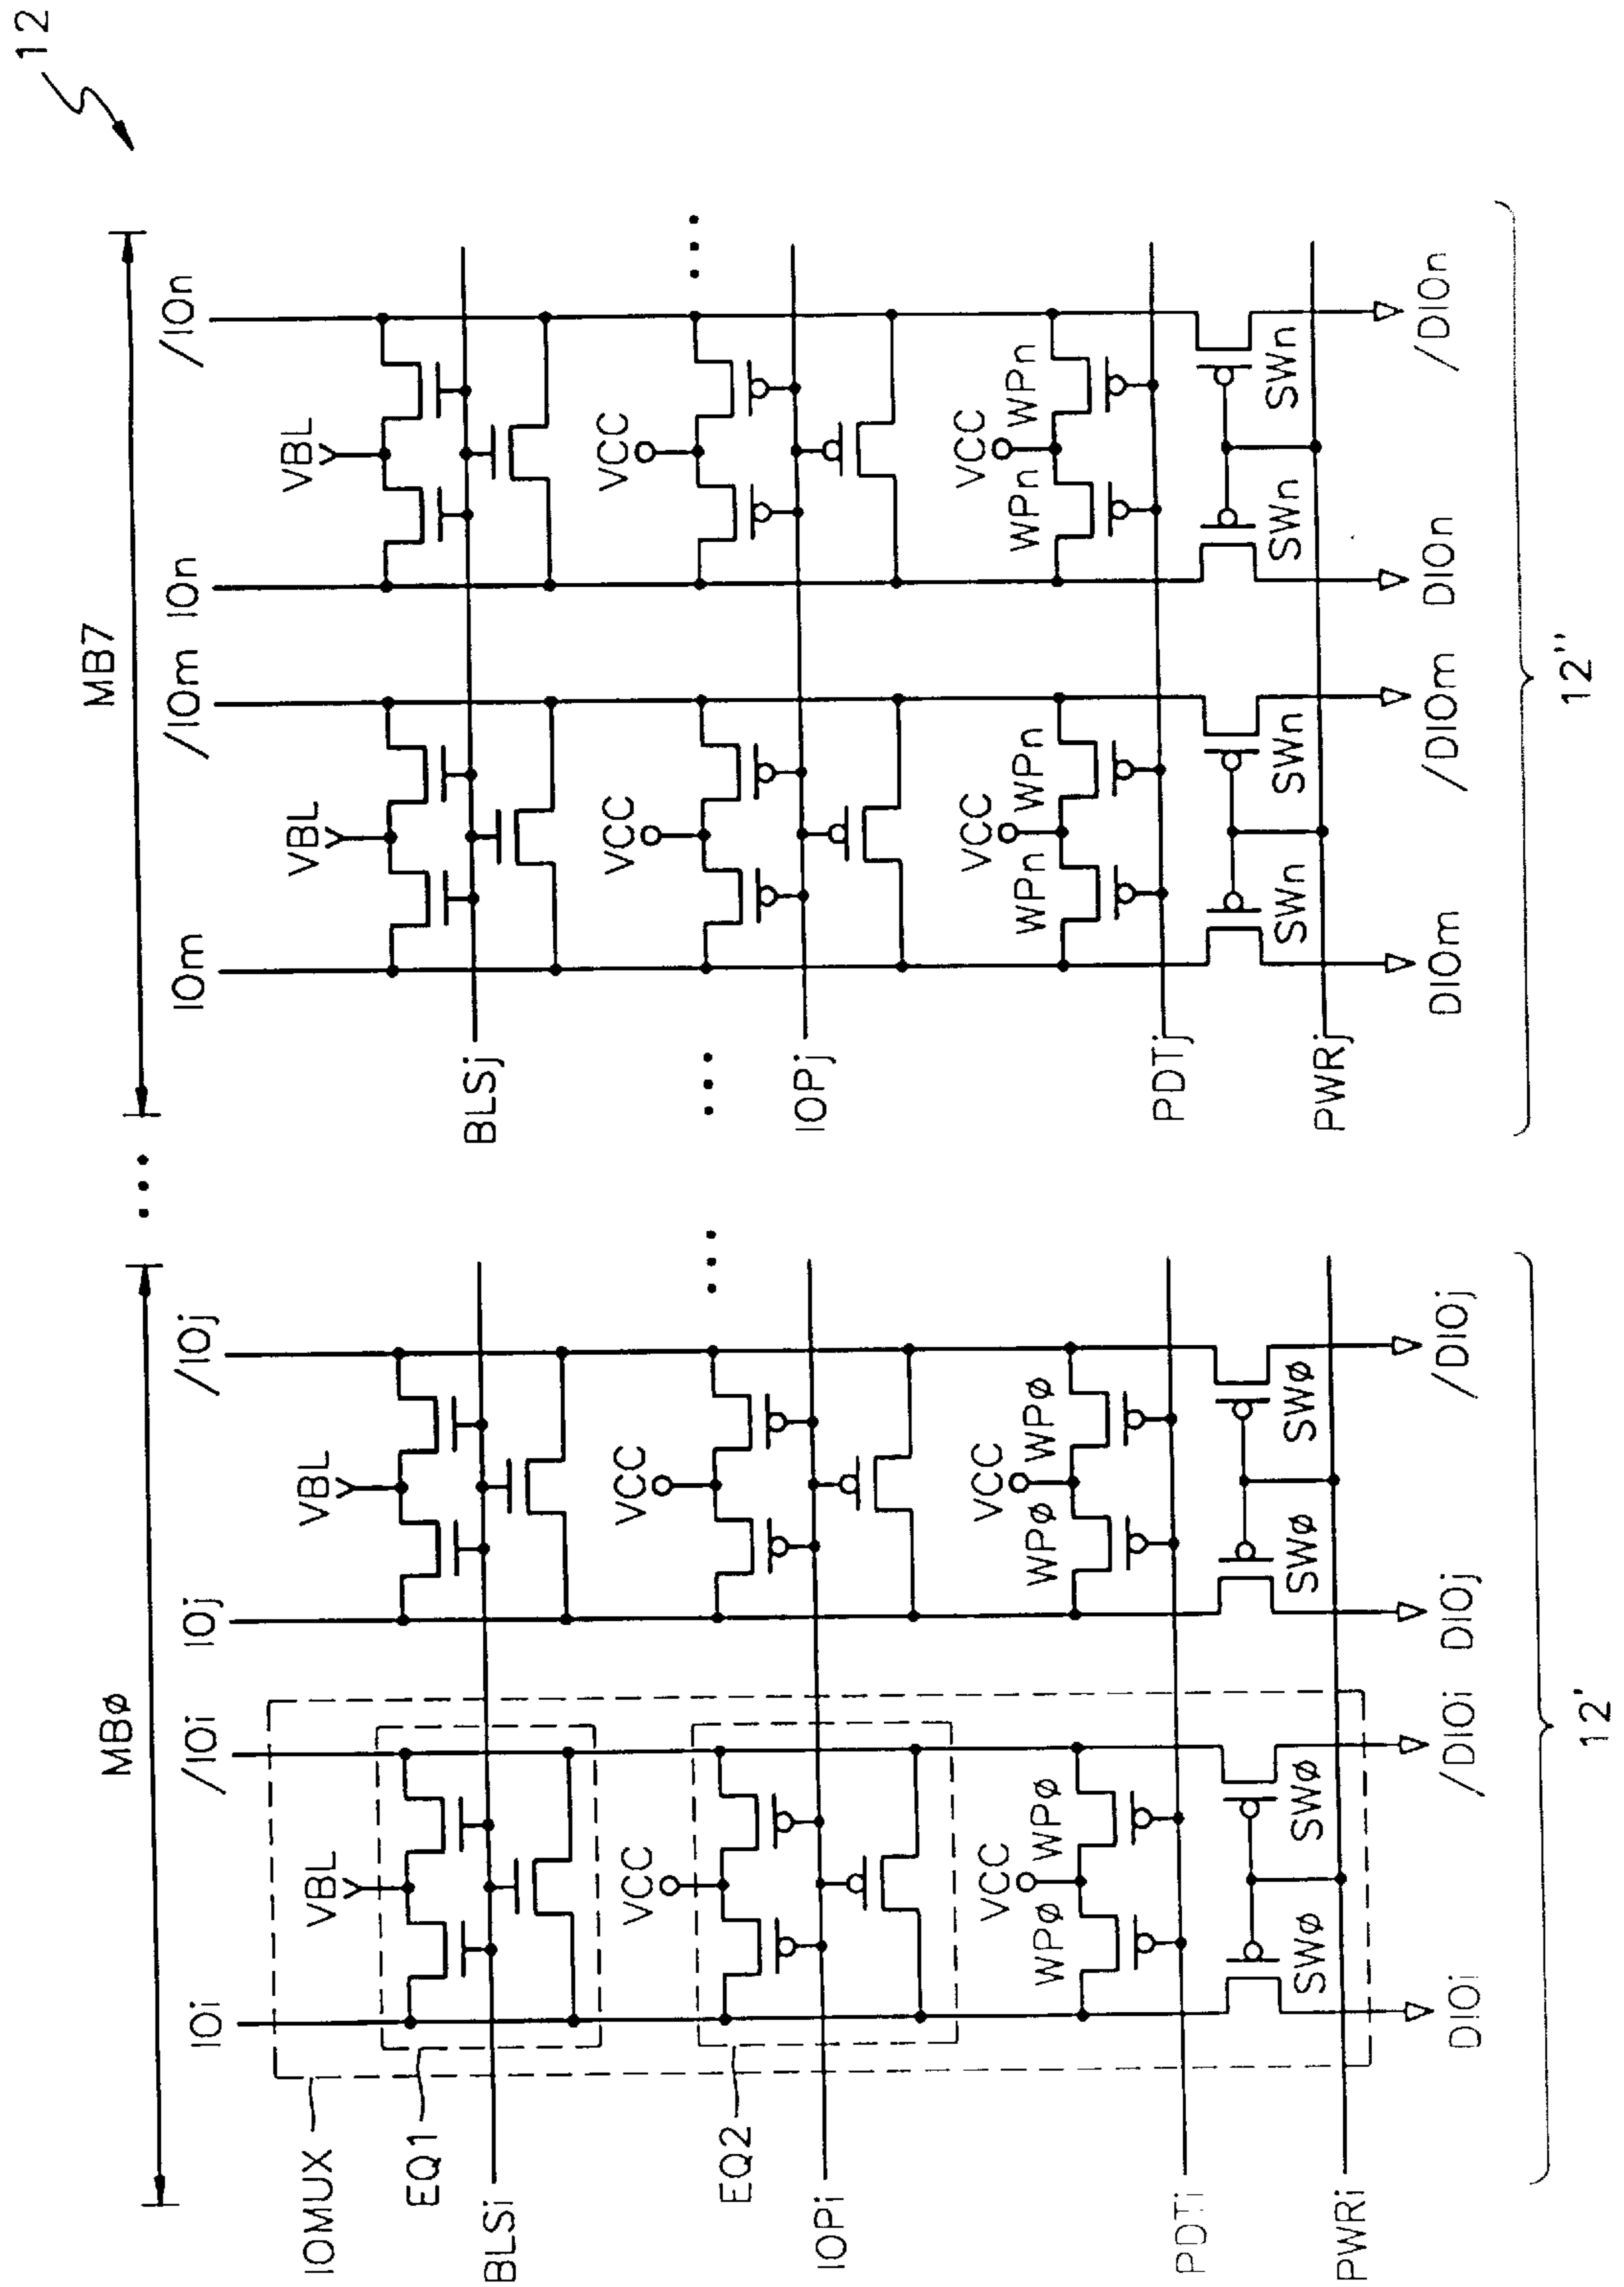 12
MBø ... MB7
IOi /IOi IOj /IOj IOm /IOm IOn /IOn
IOMUX
VBL VBL VBL VBL
EQ1
BLSi BLSj
VCC VCC VCC VCC
EQ2
... ... ...
IOPi IOPj
VCC VCC VCC VCC
WPø WPø WPø WPø WPn WPn WPn WPn
PDTi PDTj
SWø SWø SWø SWø SWn SWn SWn SWn
PWRi PWRj
DIOi /DIOi DIOj /DIOj DIOm /DIOm DIOn /DIOn
12' 12''